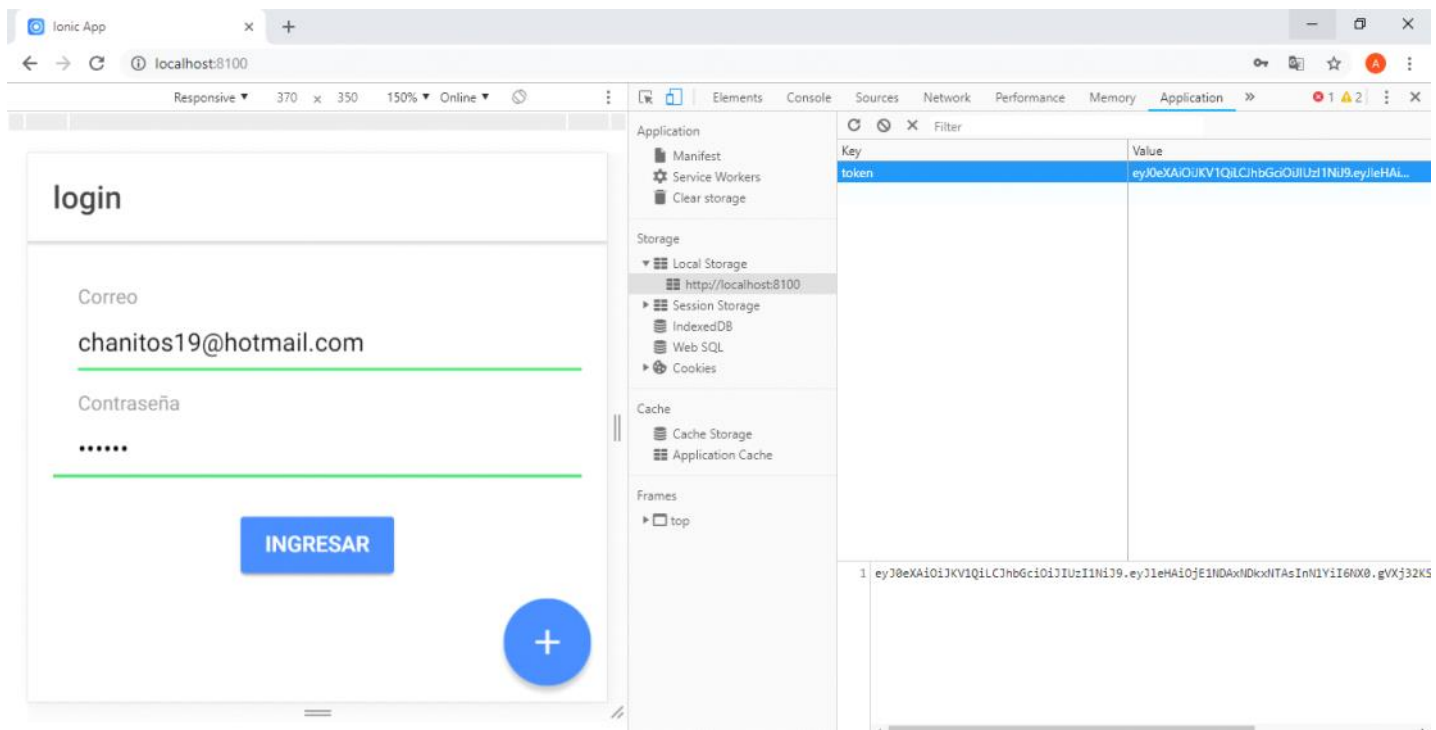 Ionic App
localhost:8100
A
Responsive ▼ 370 x 350 150% ▼ Online ▼
Elements Console Sources Network Performance Memory Application » 1 2
login
Correo
chanitos19@hotmail.com
Contraseña
••••••
INGRESAR
+
Application
Manifest
Service Workers
Clear storage
Storage
Local Storage
http://localhost:8100
Session Storage
IndexedDB
Web SQL
Cookies
Cache
Cache Storage
Application Cache
Frames
top
Filter
Key Value
token eyJ0eXAiOiJKV1QiLCJhbGciOiJIUzI1NiJ9.eyJleHAi...
1 eyJ0eXAiOiJKV1QiLCJhbGciOiJIUzI1NiJ9.eyJleHAiOjE1NDAxNDkxNTAsInN1YiI6NX0.gVXj32KS